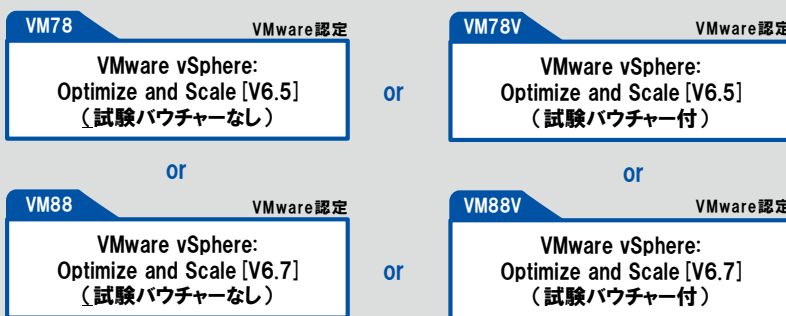 VM78 VMware認定
VMware vSphere:
Optimize and Scale [V6.5]
（試験バウチャーなし）
or
VM78V VMware認定
VMware vSphere:
Optimize and Scale [V6.5]
（試験バウチャー付）
or
or
VM88 VMware認定
VMware vSphere:
Optimize and Scale [V6.7]
（試験バウチャーなし）
or
VM88V VMware認定
VMware vSphere:
Optimize and Scale [V6.7]
（試験バウチャー付）